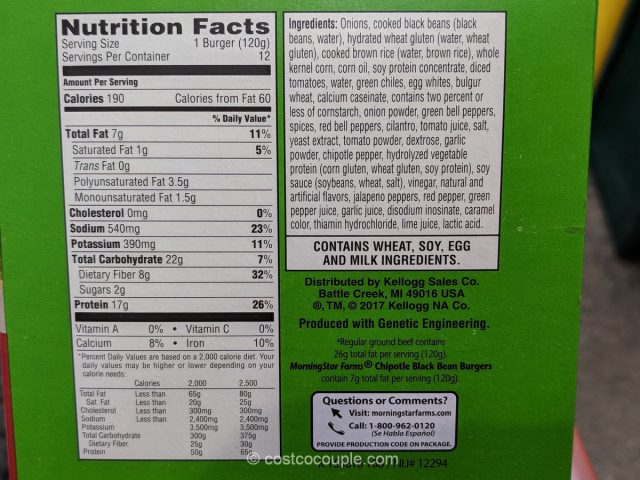 Nutrition Facts
Serving Size 1 Burger (120g)
Servings Per Container 12
Amount Per Serving
Calories 190 Calories from Fat 60
% Daily Value*
Total Fat 7g 11%
Saturated Fat 1g 5%
Trans Fat 0g
Polyunsaturated Fat 3.5g
Monounsaturated Fat 1.5g
Cholesterol 0mg 0%
Sodium 540mg 23%
Potassium 390mg 11%
Total Carbohydrate 22g 7%
Dietary Fiber 8g 32%
Sugars 2g
Protein 17g 26%
Vitamin A 0% • Vitamin C 0%
Calcium 8% • Iron 10%
*Percent Daily Values are based on a 2,000 calorie diet. Your
daily values may be higher or lower depending on your
calorie needs:
Calories 2,000 2,500
Total Fat Less than 65g 80g
Sat. Fat Less than 20g 25g
Cholesterol Less than 300mg 300mg
Sodium Less than 2,400mg 2,400mg
Potassium 3,500mg 3,500mg
Total Carbohydrate 300g 375g
Dietary Fiber 25g 30g
Protein 50g 65g
Ingredients: Onions, cooked black beans (black
beans, water), hydrated wheat gluten (water, wheat
gluten), cooked brown rice (water, brown rice), whole
kernel corn, corn oil, soy protein concentrate, diced
tomatoes, water, green chiles, egg whites, bulgur
wheat, calcium caseinate, contains two percent or
less of cornstarch, onion powder, green bell peppers,
spices, red bell peppers, cilantro, tomato juice, salt,
yeast extract, tomato powder, dextrose, garlic
powder, chipotle pepper, hydrolyzed vegetable
protein (corn gluten, wheat gluten, soy protein), soy
sauce (soybeans, wheat, salt), vinegar, natural and
artificial flavors, jalapeno peppers, red pepper, green
pepper juice, garlic juice, disodium inosinate, caramel
color, thiamin hydrochloride, lime juice, lactic acid.
CONTAINS WHEAT, SOY, EGG
AND MILK INGREDIENTS.
Distributed by Kellogg Sales Co.
Battle Creek, MI 49016 USA
®, TM, © 2017 Kellogg NA Co.
Produced with Genetic Engineering.
*Regular ground beef contains
26g total fat per serving (120g).
MorningStar Farms® Chipotle Black Bean Burgers
contain 7g total fat per serving (120g).
Questions or Comments?
Visit: morningstarfarms.com
Call: 1-800-962-0120
(Se Habla Español)
PROVIDE PRODUCTION CODE ON PACKAGE.
NLI# 12294
© costcocouple.com